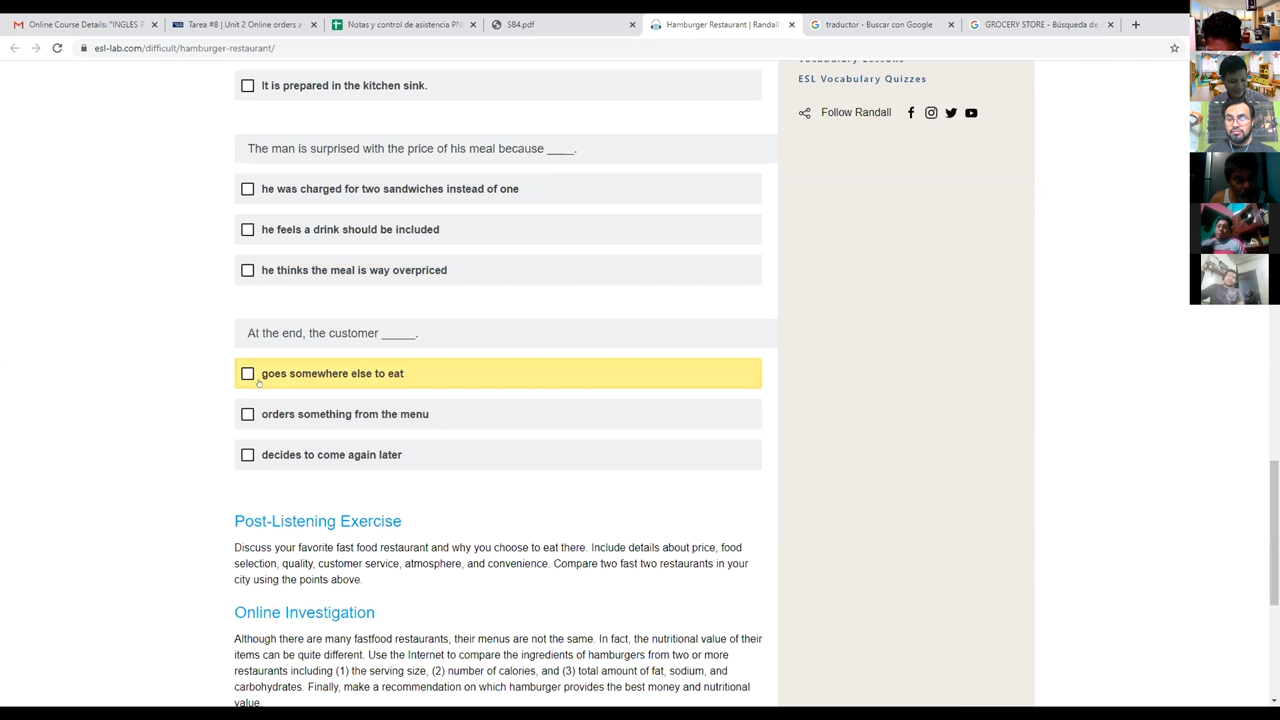 Online Course Details: "INGLES P
Tarea #8 | Unit 2 Online orders a
Notas y control de asistencia PN
SB4.pdf
Hamburger Restaurant | Randall
traductor - Buscar con Google
GROCERY STORE - Búsqueda de
esl-lab.com/difficult/hamburger-restaurant/
Vocabulary Lessons
ESL Vocabulary Quizzes
Follow Randall
It is prepared in the kitchen sink.
The man is surprised with the price of his meal because ____.
he was charged for two sandwiches instead of one
he feels a drink should be included
he thinks the meal is way overpriced
At the end, the customer _____.
goes somewhere else to eat
orders something from the menu
decides to come again later
Post-Listening Exercise
Discuss your favorite fast food restaurant and why you choose to eat there. Include details about price, food
selection, quality, customer service, atmosphere, and convenience. Compare two fast two restaurants in your
city using the points above.
Online Investigation
Although there are many fastfood restaurants, their menus are not the same. In fact, the nutritional value of their
items can be quite different. Use the Internet to compare the ingredients of hamburgers from two or more
restaurants including (1) the serving size, (2) number of calories, and (3) total amount of fat, sodium, and
carbohydrates. Finally, make a recommendation on which hamburger provides the best money and nutritional
value.